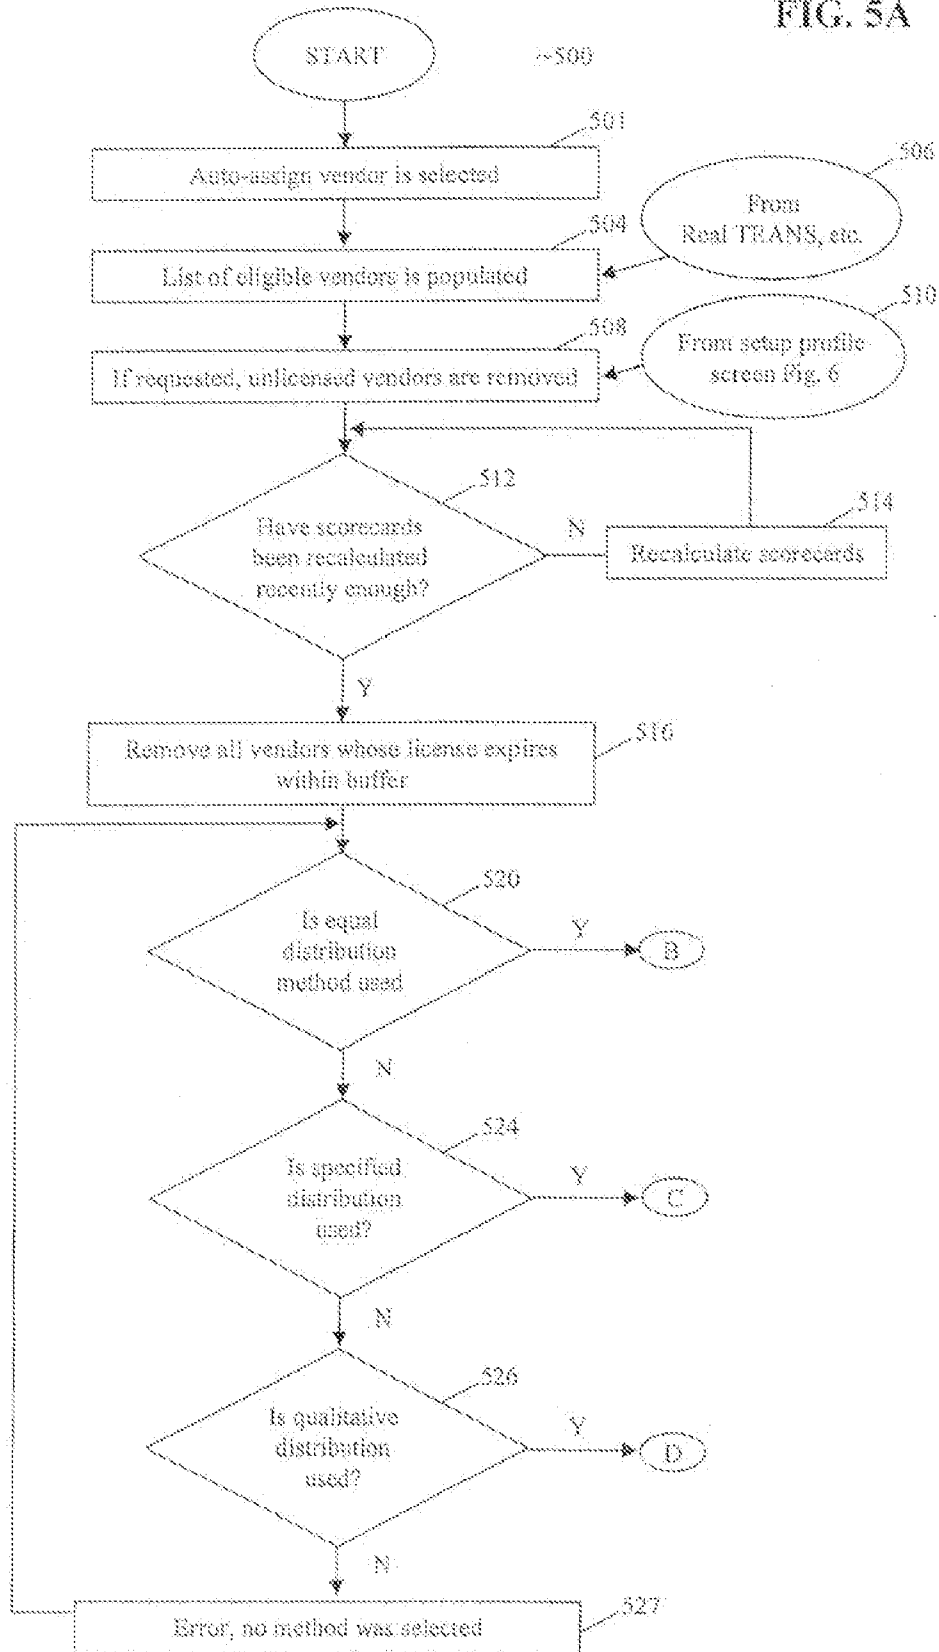 FIG. 5A
START
~500
501
Auto-assign vendor is selected
506
From
Real TRANS, etc.
504
List of eligible vendors is populated
510
From setup profile
screen Fig. 6
508
If requested, unlicensed vendors are removed
512
Have scorecards
been recalculated
recently enough?
N
514
Recalculate scorecards
Y
516
Remove all vendors whose license expires
within buffer
520
Is equal
distribution
method used
Y
B
N
524
Is specified
distribution
used?
Y
C
N
526
Is qualitative
distribution
used?
Y
D
N
527
Error, no method was selected